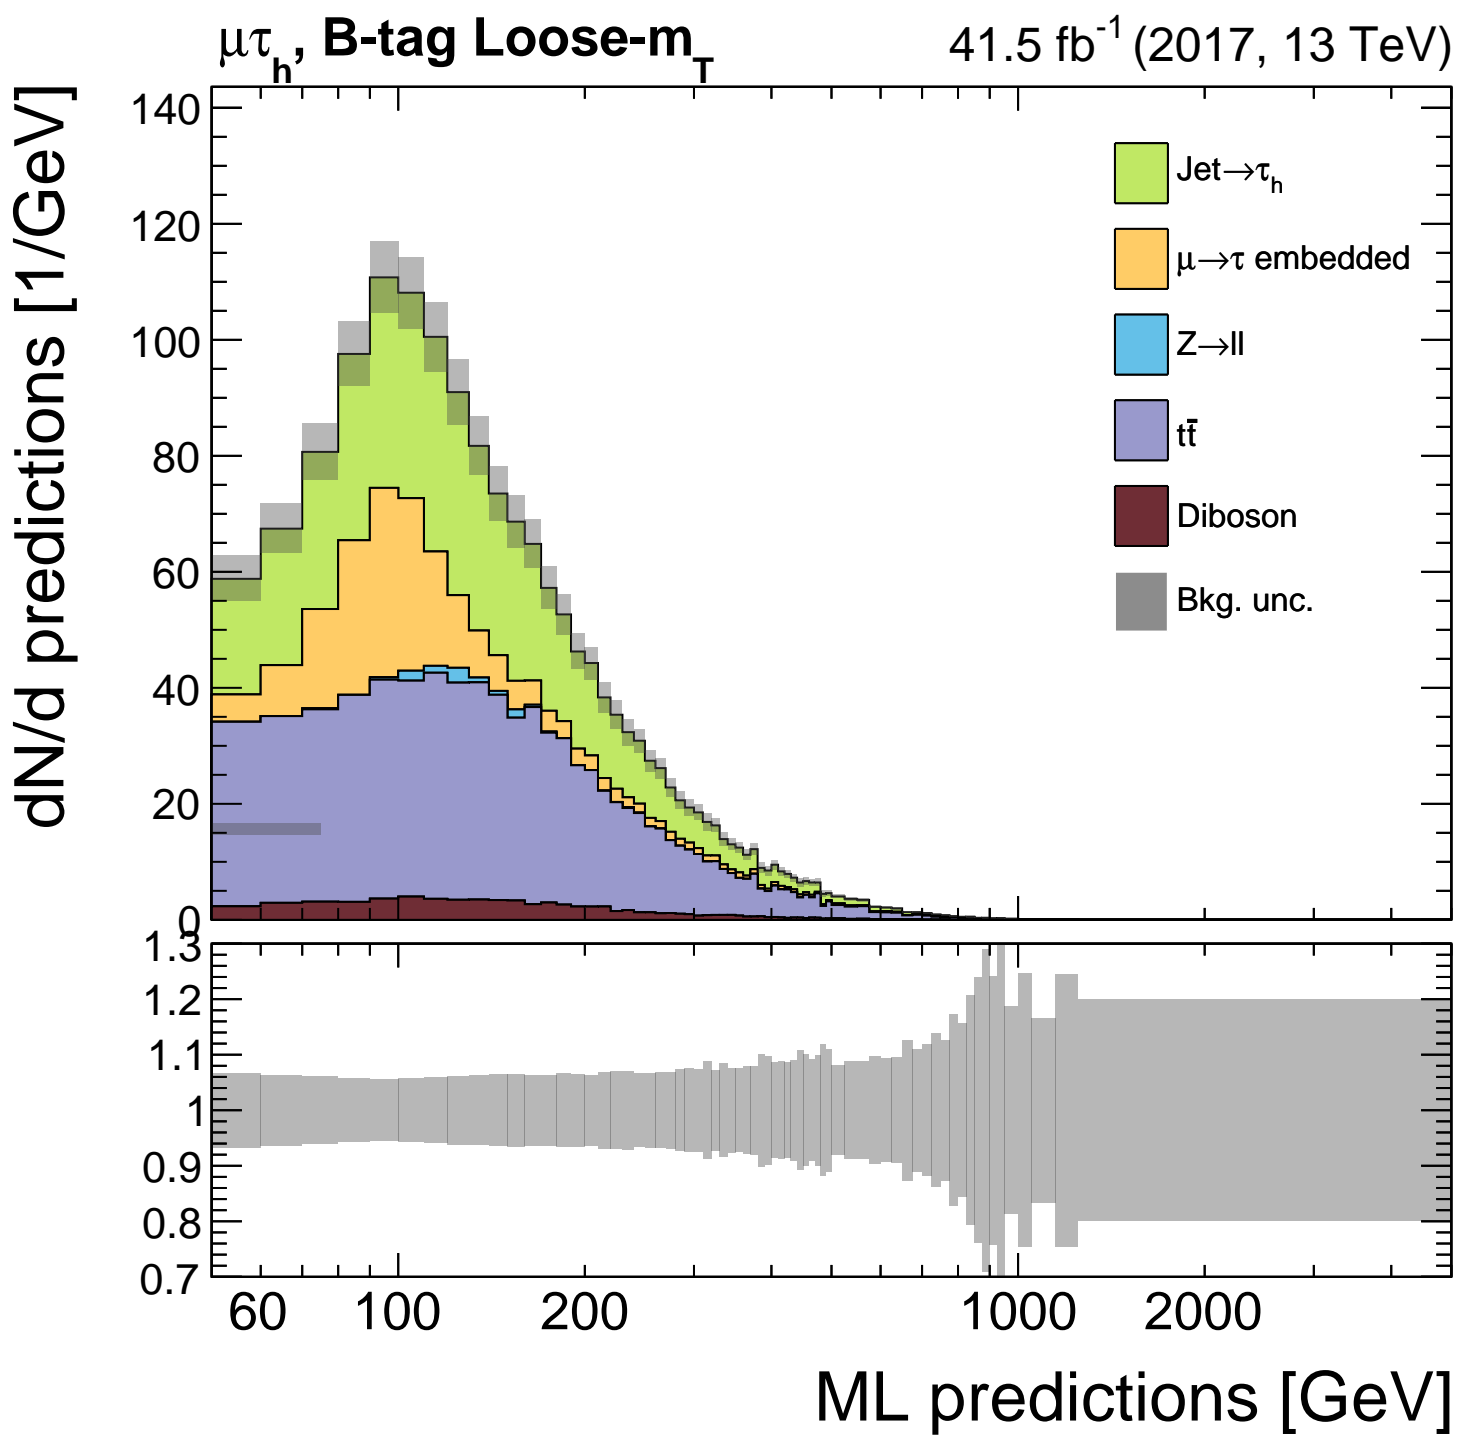 μτh, B-tag Loose-mT
41.5 fb-1 (2017, 13 TeV)
dN/d predictions [1/GeV]
140
120
100
80
60
40
20
0
Jet→τh
μ→τ embedded
Z→ll
tt̄
Diboson
Bkg. unc.
1.3
1.2
1.1
1
0.9
0.8
0.7
60 100 200 1000 2000
ML predictions [GeV]